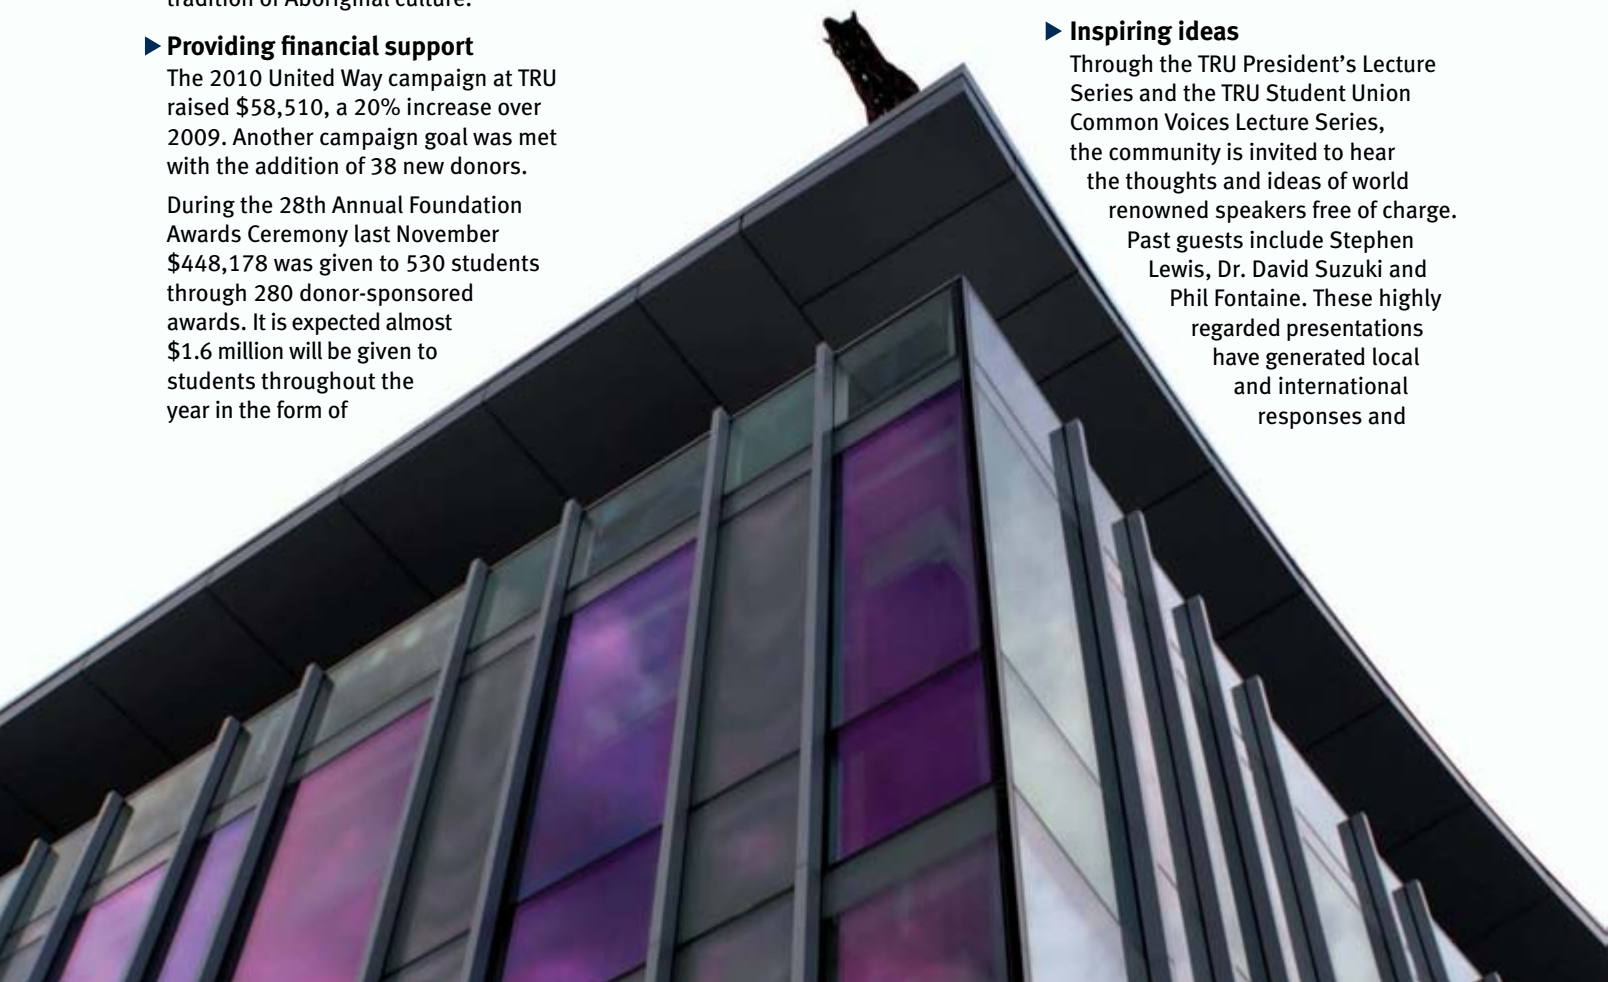 tradition of Aboriginal culture.
Providing financial support
The 2010 United Way campaign at TRU
raised $58,510, a 20% increase over
2009. Another campaign goal was met
with the addition of 38 new donors.
During the 28th Annual Foundation
Awards Ceremony last November
$448,178 was given to 530 students
through 280 donor-sponsored
awards. It is expected almost
$1.6 million will be given to
students throughout the
year in the form of
Inspiring ideas
Through the TRU President’s Lecture
Series and the TRU Student Union
Common Voices Lecture Series,
the community is invited to hear
the thoughts and ideas of world
renowned speakers free of charge.
Past guests include Stephen
Lewis, Dr. David Suzuki and
Phil Fontaine. These highly
regarded presentations
have generated local
and international
responses and